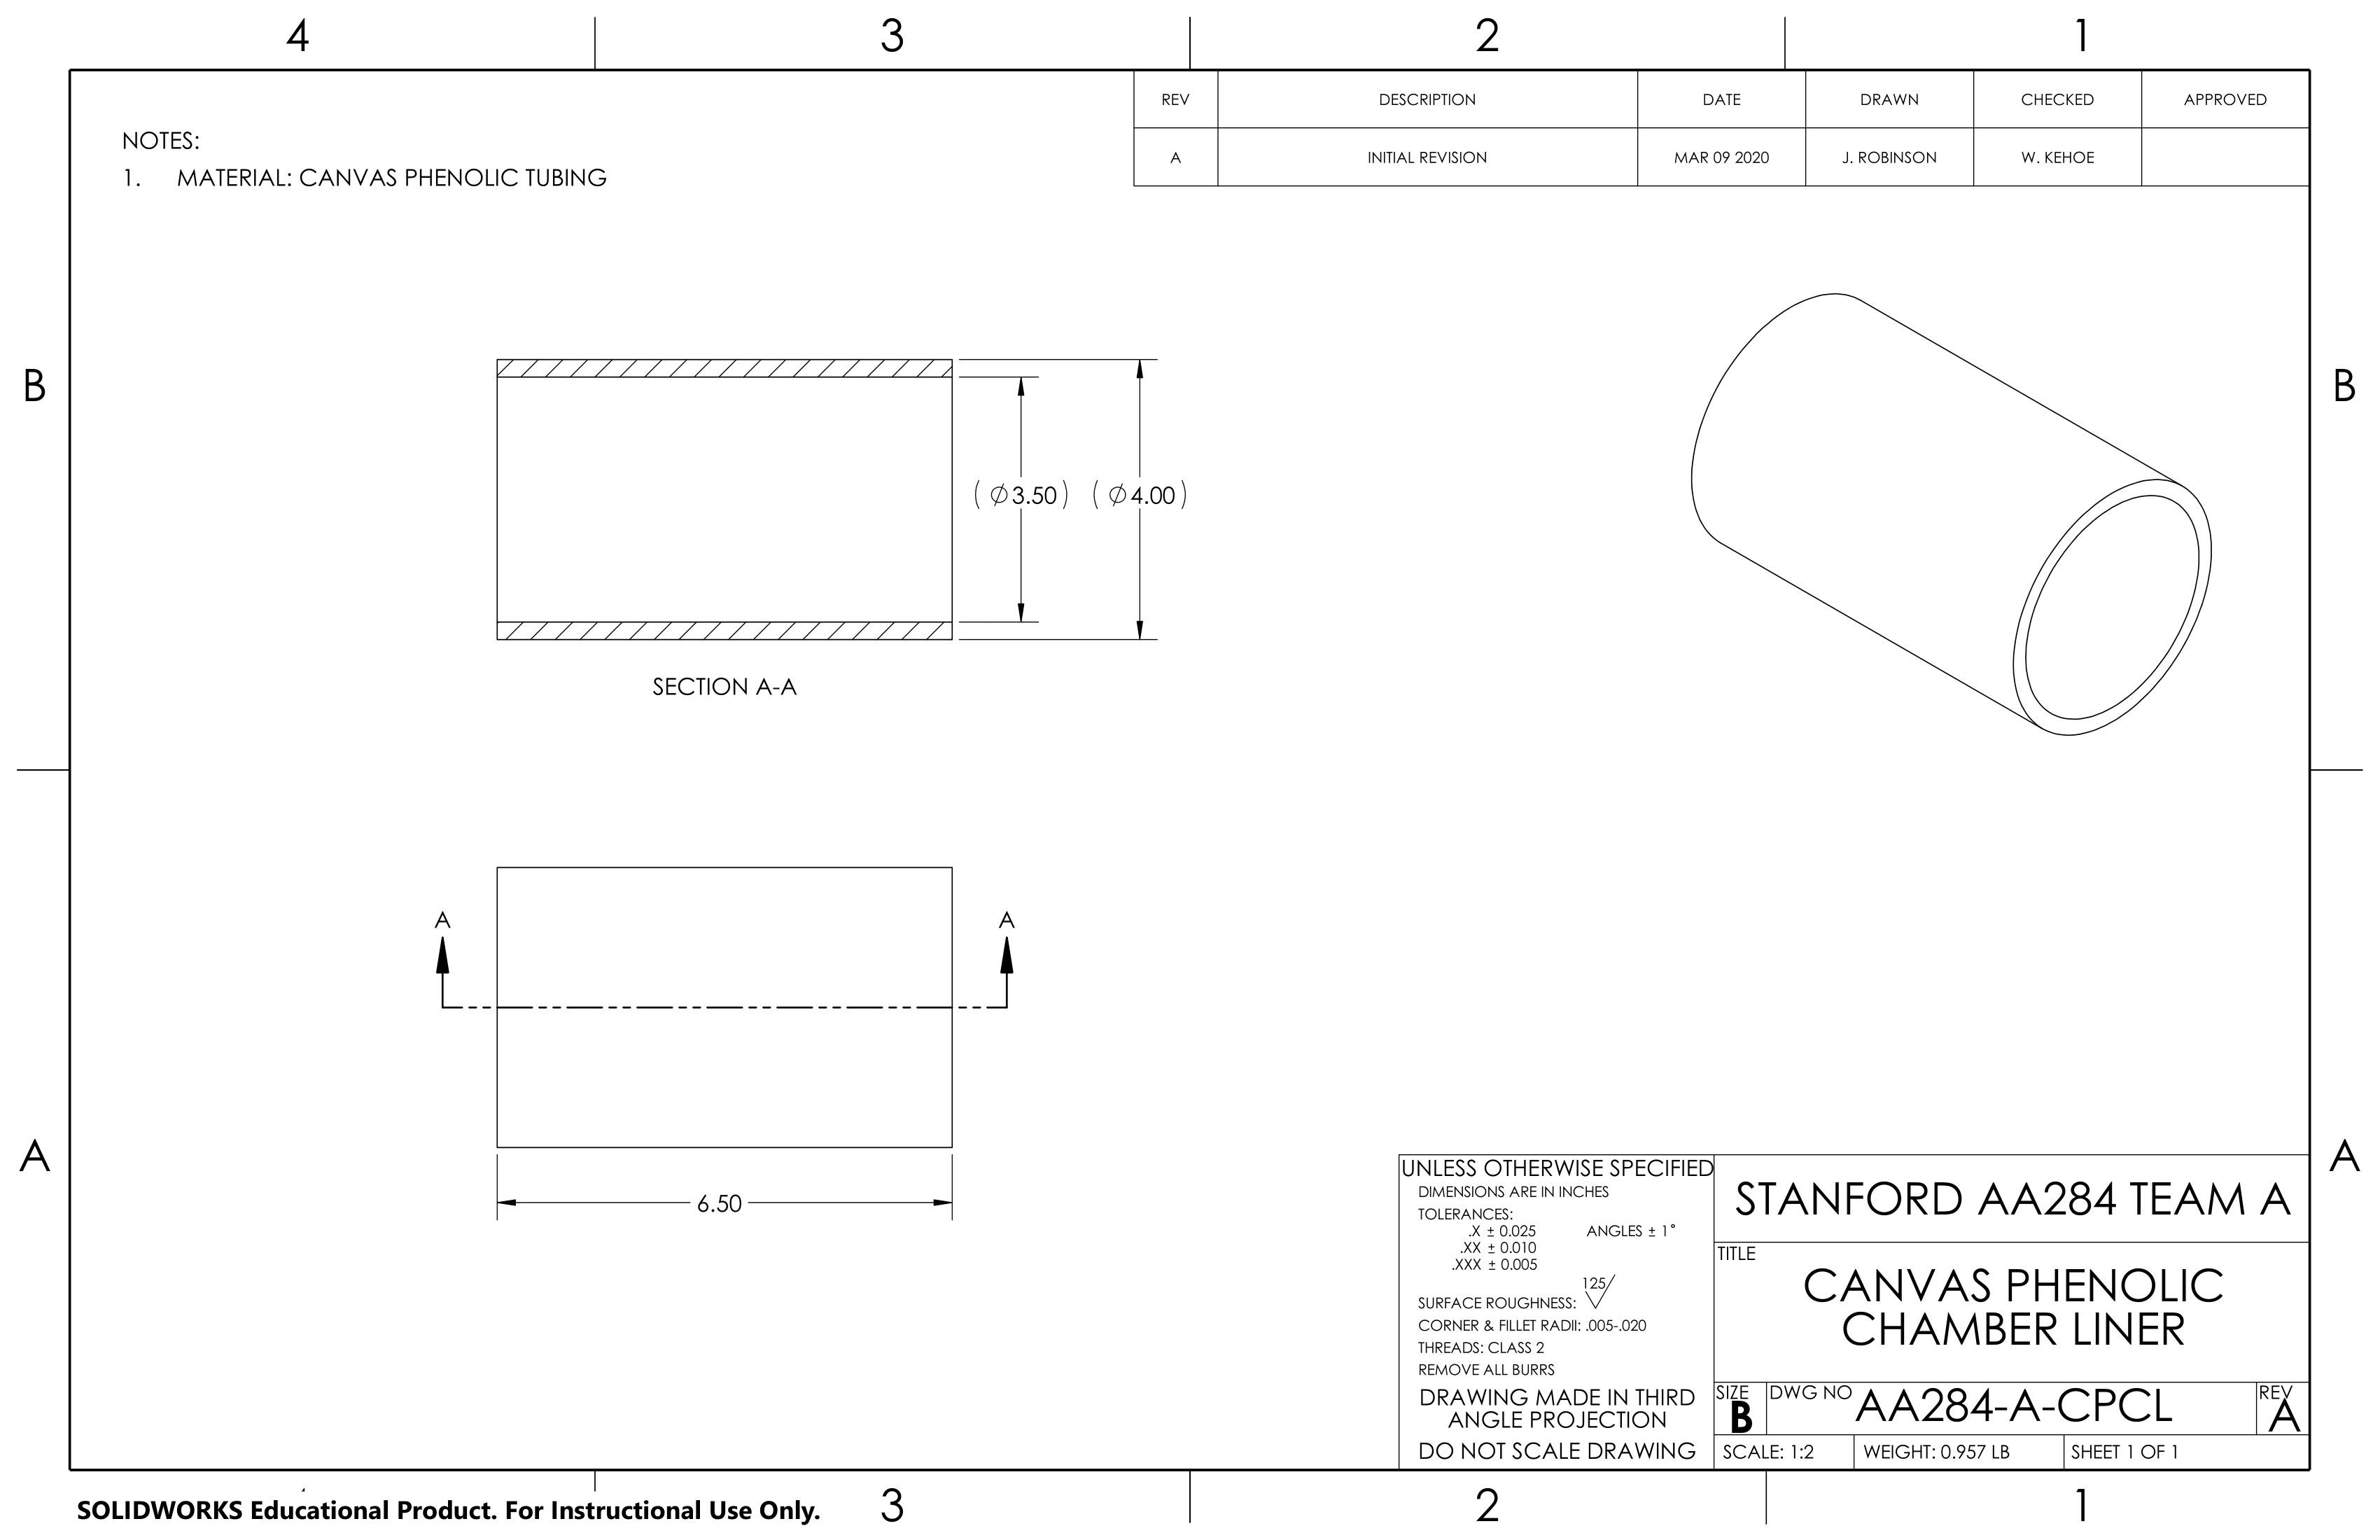 4 3 2 1
REV DESCRIPTION DATE DRAWN CHECKED APPROVED
A INITIAL REVISION MAR 09 2020 J. ROBINSON W. KEHOE
NOTES:
1. MATERIAL: CANVAS PHENOLIC TUBING
B B
(⌀3.50) (⌀4.00)
SECTION A-A
A A
A A
6.50
UNLESS OTHERWISE SPECIFIED
DIMENSIONS ARE IN INCHES
TOLERANCES:
.X ± 0.025 ANGLES ± 1°
.XX ± 0.010
.XXX ± 0.005
125
SURFACE ROUGHNESS:
CORNER & FILLET RADII: .005-.020
THREADS: CLASS 2
REMOVE ALL BURRS
DRAWING MADE IN THIRD
ANGLE PROJECTION
DO NOT SCALE DRAWING
STANFORD AA284 TEAM A
TITLE
CANVAS PHENOLIC
CHAMBER LINER
SIZE DWG NO REV
B AA284-A-CPCL A
SCALE: 1:2 WEIGHT: 0.957 LB SHEET 1 OF 1
SOLIDWORKS Educational Product. For Instructional Use Only.
3 2 1